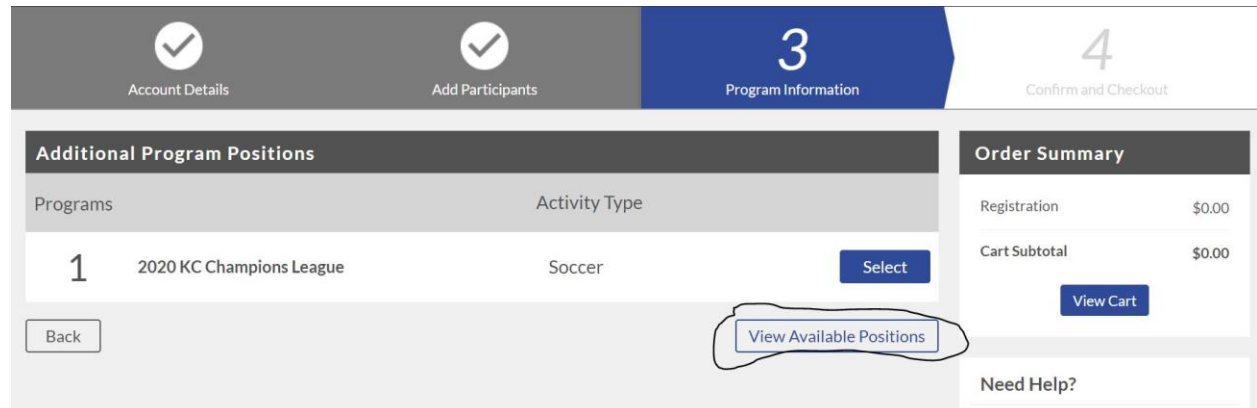 3
4
Account Details
Add Participants
Program Information
Confirm and Checkout
Additional Program Positions
Programs
Activity Type
1
2020 KC Champions League
Soccer
Select
Back
View Available Positions
Order Summary
Registration
$0.00
Cart Subtotal
$0.00
View Cart
Need Help?